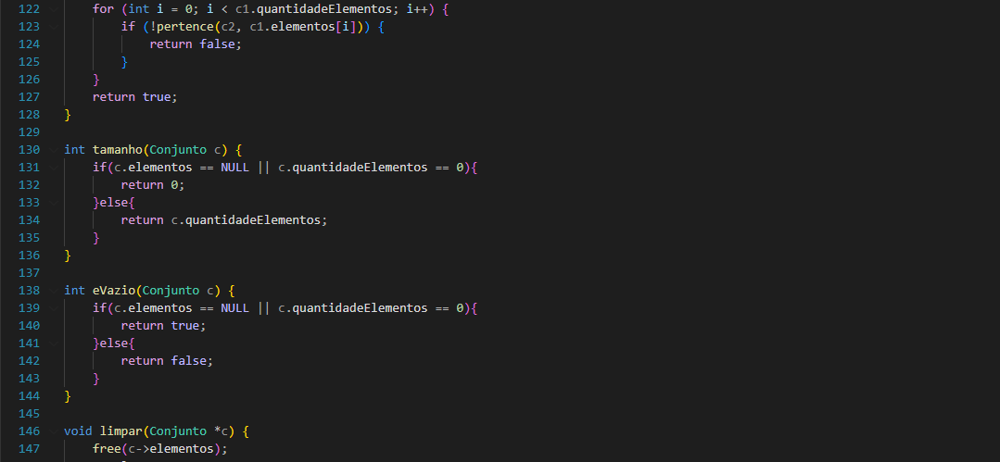 122 for (int i = 0; i < c1.quantidadeElementos; i++) {
123 if (!pertence(c2, c1.elementos[i])) {
124 return false;
125 }
126 }
127 return true;
128 }
129
130 int tamanho(Conjunto c) {
131 if(c.elementos == NULL || c.quantidadeElementos == 0){
132 return 0;
133 }else{
134 return c.quantidadeElementos;
135 }
136 }
137
138 int eVazio(Conjunto c) {
139 if(c.elementos == NULL || c.quantidadeElementos == 0){
140 return true;
141 }else{
142 return false;
143 }
144 }
145
146 void limpar(Conjunto *c) {
147 free(c->elementos);